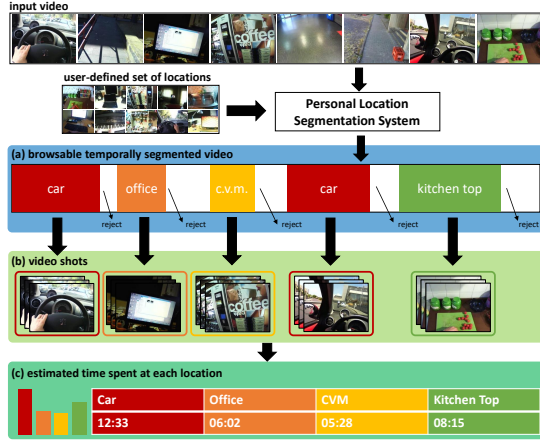 input video
coffee
user-defined set of locations
Personal Location
Segmentation System
(a) browsable temporally segmented video
car
office
c.v.m.
car
kitchen top
reject
reject
reject
reject
reject
(b) video shots
coffee
(c) estimated time spent at each location
Car
Office
CVM
Kitchen Top
12:33
06:02
05:28
08:15